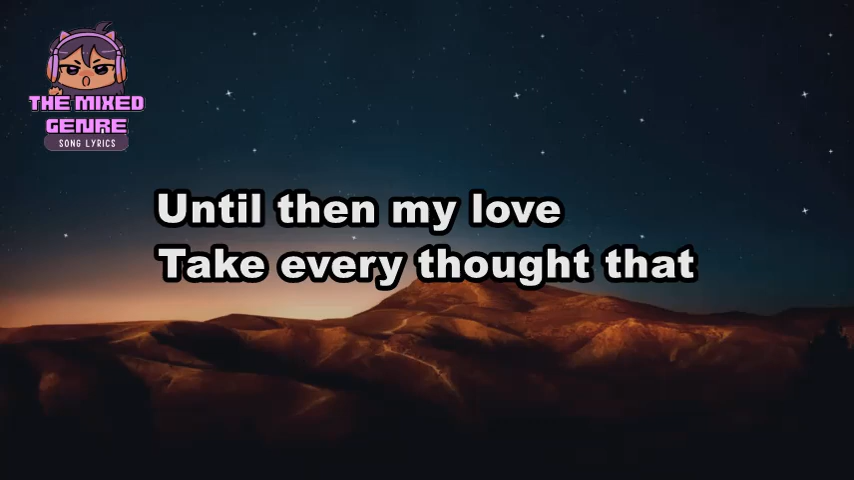 THE MIXED
GENRE
SONG LYRICS
Until then my love
Take every thought that